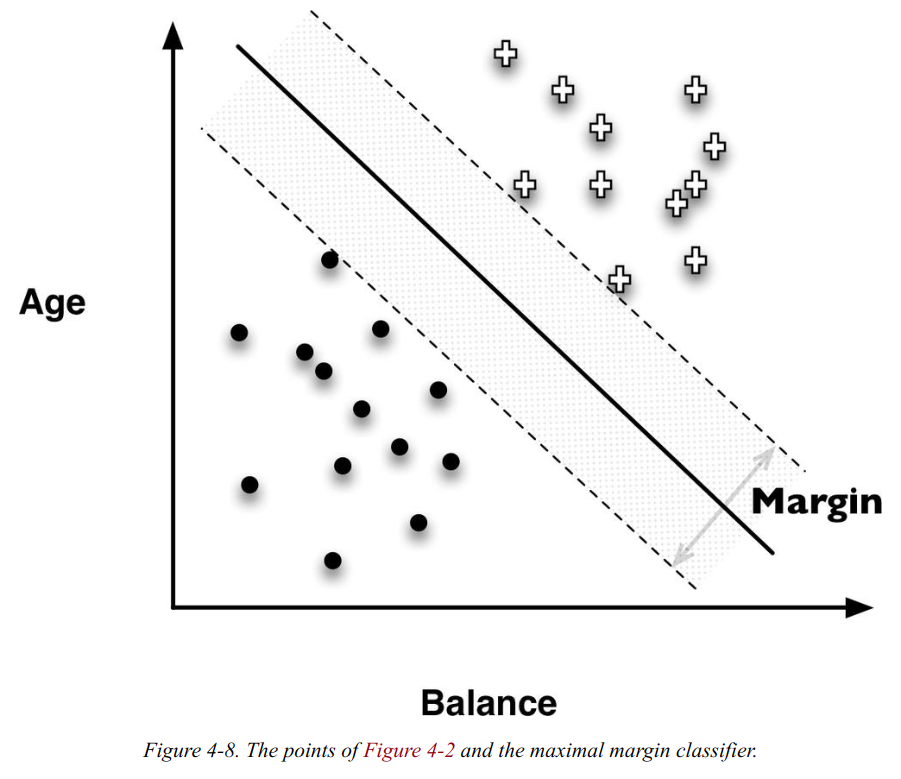 Age
Margin
Balance
Figure 4-8. The points of Figure 4-2 and the maximal margin classifier.